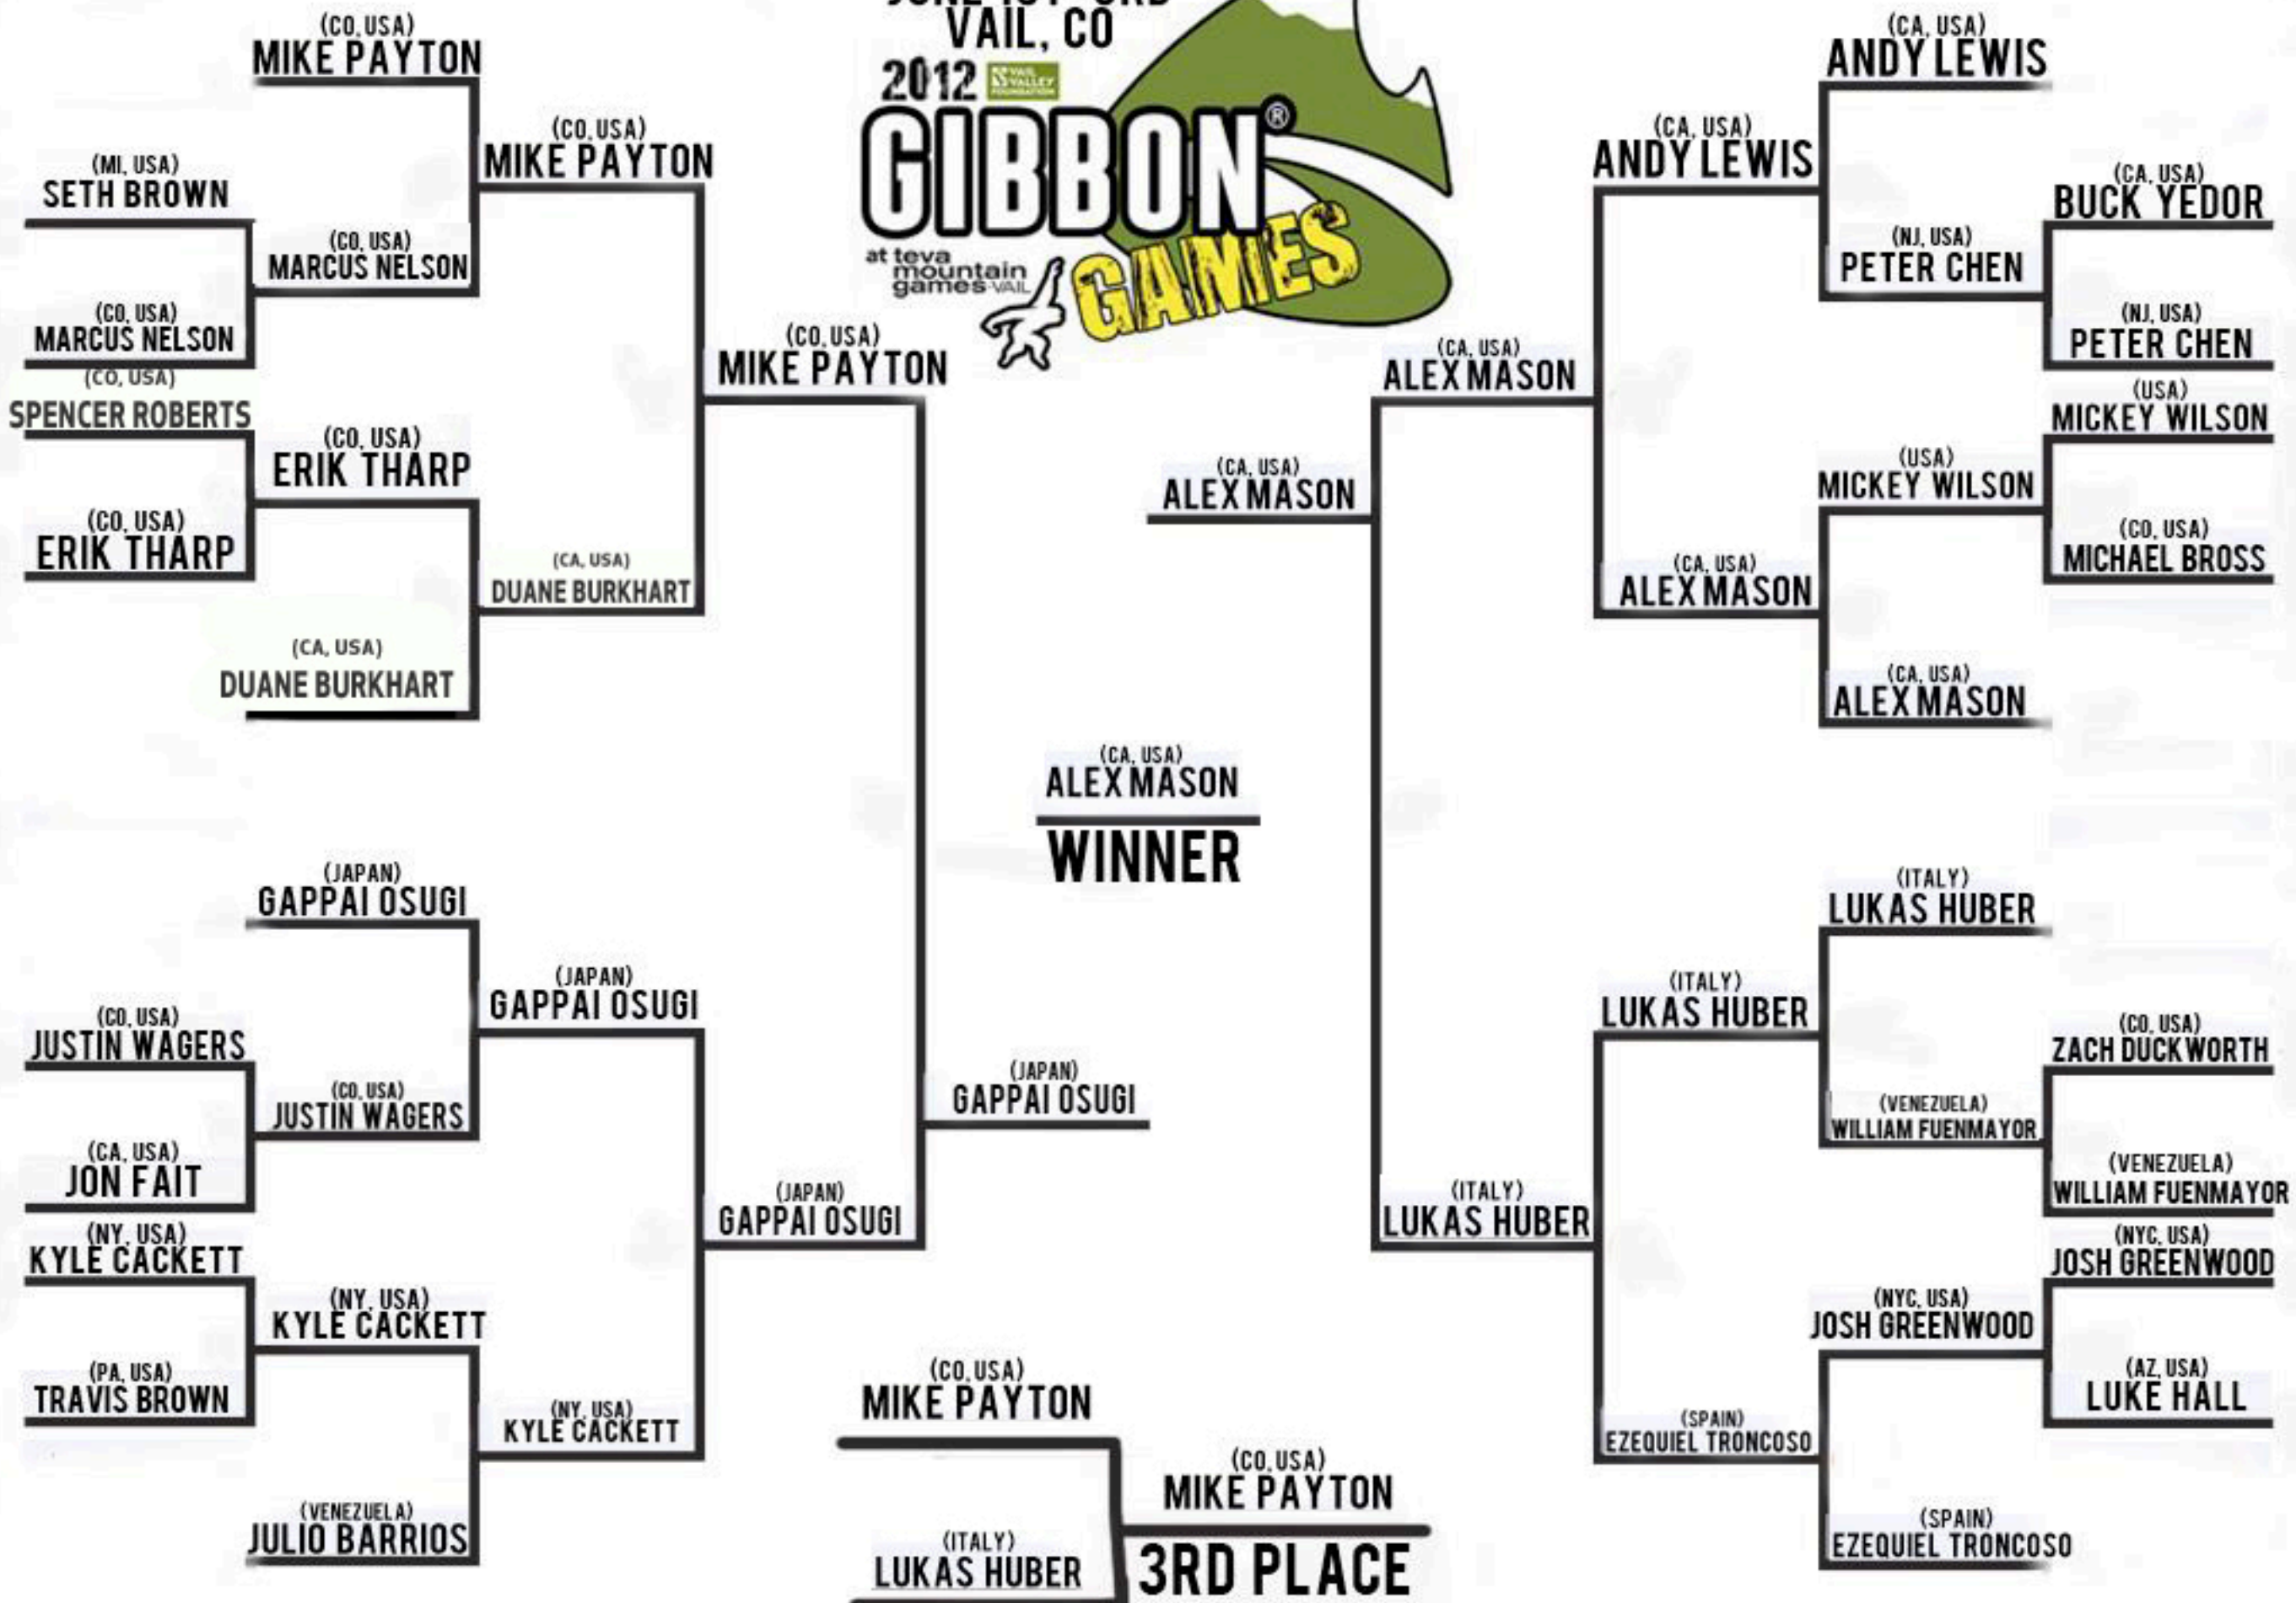 (CO, USA)
MIKE PAYTON
(MI, USA)
SETH BROWN
(CO, USA)
MARCUS NELSON
(CO, USA)
MARCUS NELSON
(CO, USA)
SPENCER ROBERTS
(CO, USA)
ERIK THARP
(CO, USA)
ERIK THARP
(CA, USA)
DUANE BURKHART
(CO, USA)
MIKE PAYTON
(CA, USA)
DUANE BURKHART
(CO, USA)
MIKE PAYTON
(JAPAN)
GAPPAI OSUGI
(CO, USA)
JUSTIN WAGERS
(CO, USA)
JUSTIN WAGERS
(CA, USA)
JON FAIT
(NY, USA)
KYLE CACKETT
(NY, USA)
KYLE CACKETT
(PA, USA)
TRAVIS BROWN
(VENEZUELA)
JULIO BARRIOS
(JAPAN)
GAPPAI OSUGI
(NY, USA)
KYLE CACKETT
(JAPAN)
GAPPAI OSUGI
(JAPAN)
GAPPAI OSUGI
VAIL, CO
2012
VAIL
VALLEY
FOUNDATION
GIBBON®
at teva
mountain
games-VAIL
GAMES
(CA, USA)
ALEX MASON
(CA, USA)
ALEX MASON
WINNER
(CO, USA)
MIKE PAYTON
(ITALY)
LUKAS HUBER
(CO, USA)
MIKE PAYTON
3RD PLACE
(CA, USA)
ALEX MASON
(ITALY)
LUKAS HUBER
(CA, USA)
ANDY LEWIS
(CA, USA)
ALEX MASON
(ITALY)
LUKAS HUBER
(SPAIN)
EZEQUIEL TRONCOSO
(CA, USA)
ANDY LEWIS
(NJ, USA)
PETER CHEN
(USA)
MICKEY WILSON
(CA, USA)
ALEX MASON
(ITALY)
LUKAS HUBER
(VENEZUELA)
WILLIAM FUENMAYOR
(NYC, USA)
JOSH GREENWOOD
(SPAIN)
EZEQUIEL TRONCOSO
(CA, USA)
BUCK YEDOR
(NJ, USA)
PETER CHEN
(USA)
MICKEY WILSON
(CO, USA)
MICHAEL BROSS
(CO, USA)
ZACH DUCKWORTH
(VENEZUELA)
WILLIAM FUENMAYOR
(NYC, USA)
JOSH GREENWOOD
(AZ, USA)
LUKE HALL